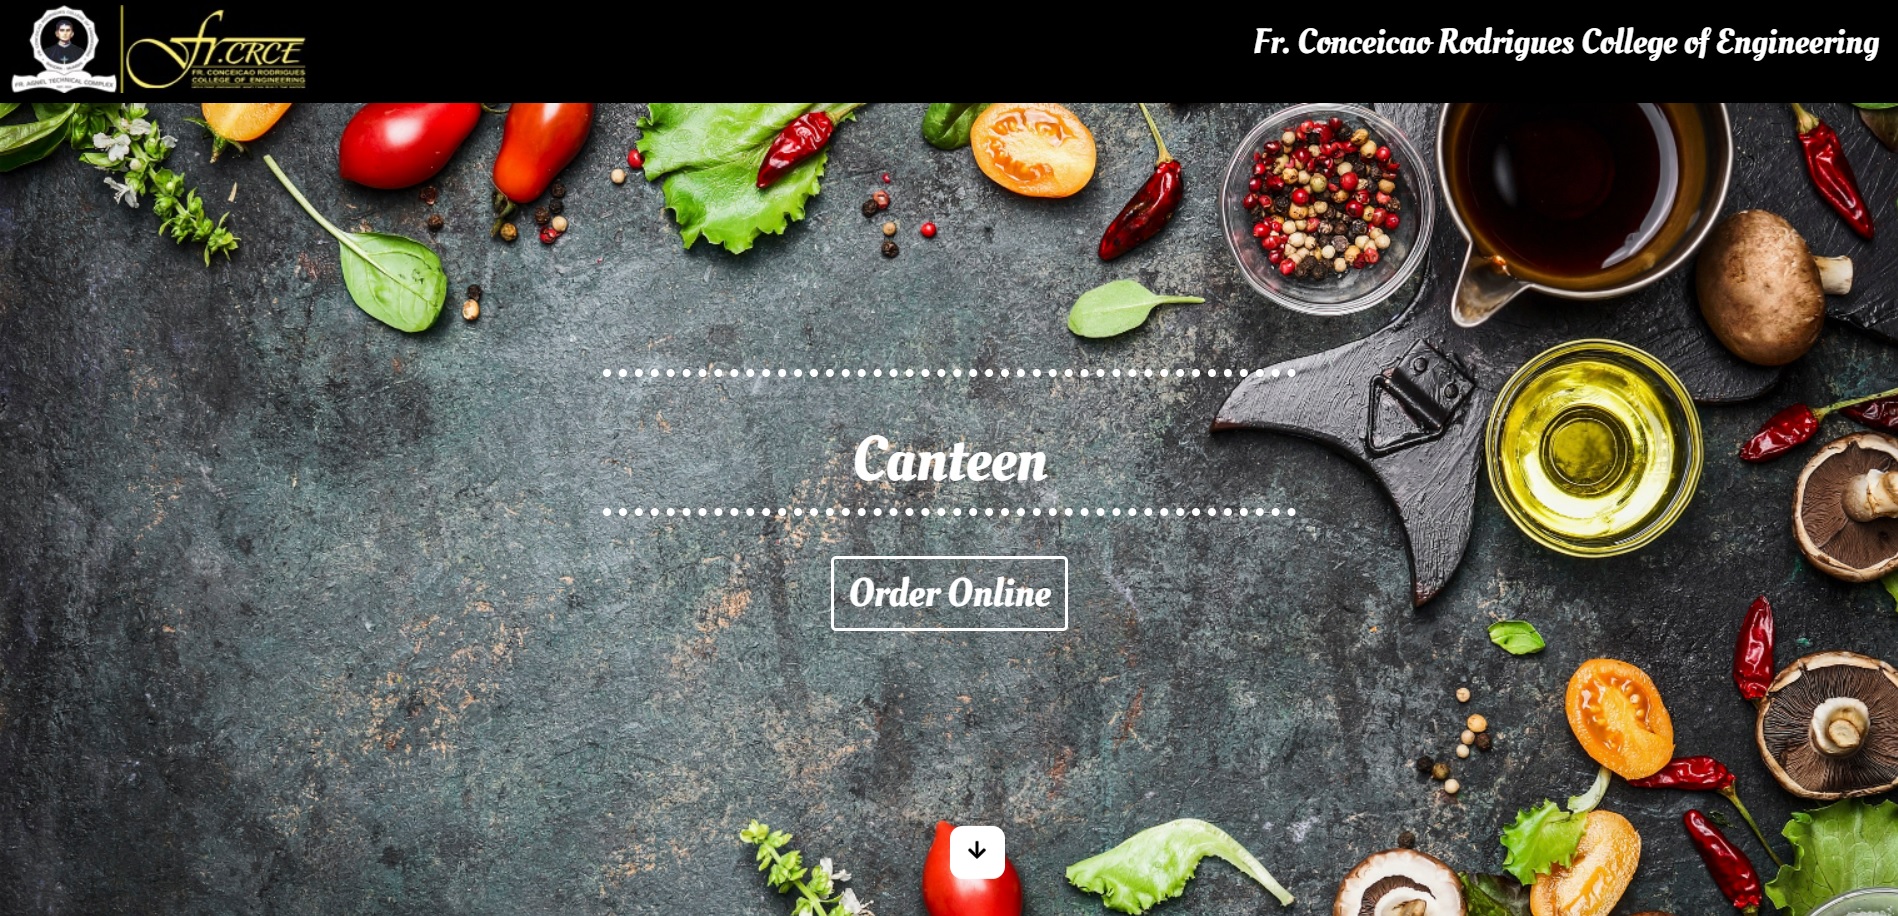 Fr. CRCE
FR. CONCEICAO RODRIGUES
COLLEGE OF ENGINEERING
FR. AGNEL TECHNICAL COMPLEX
Fr. Conceicao Rodrigues College of Engineering
Canteen
Order Online